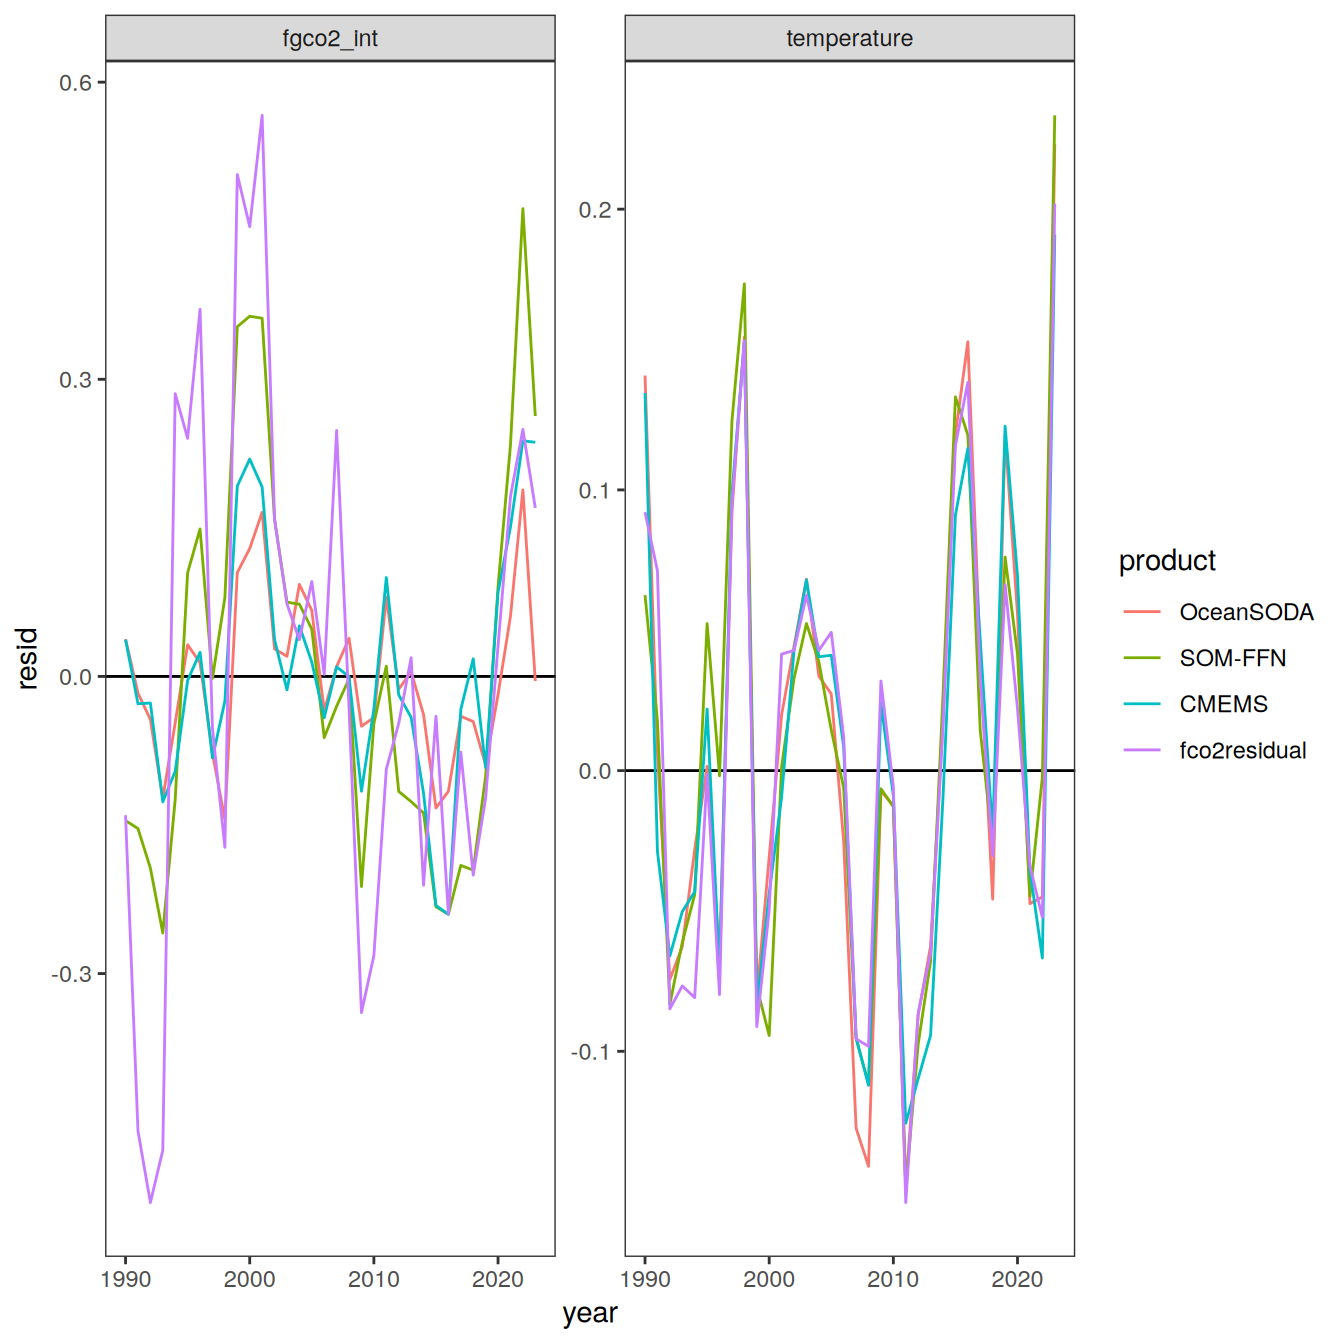 fgco2_int
temperature
0.6
0.3
0.0
-0.3
0.2
0.1
0.0
-0.1
resid
1990 2000 2010 2020
1990 2000 2010 2020
year
product
OceanSODA
SOM-FFN
CMEMS
fco2residual